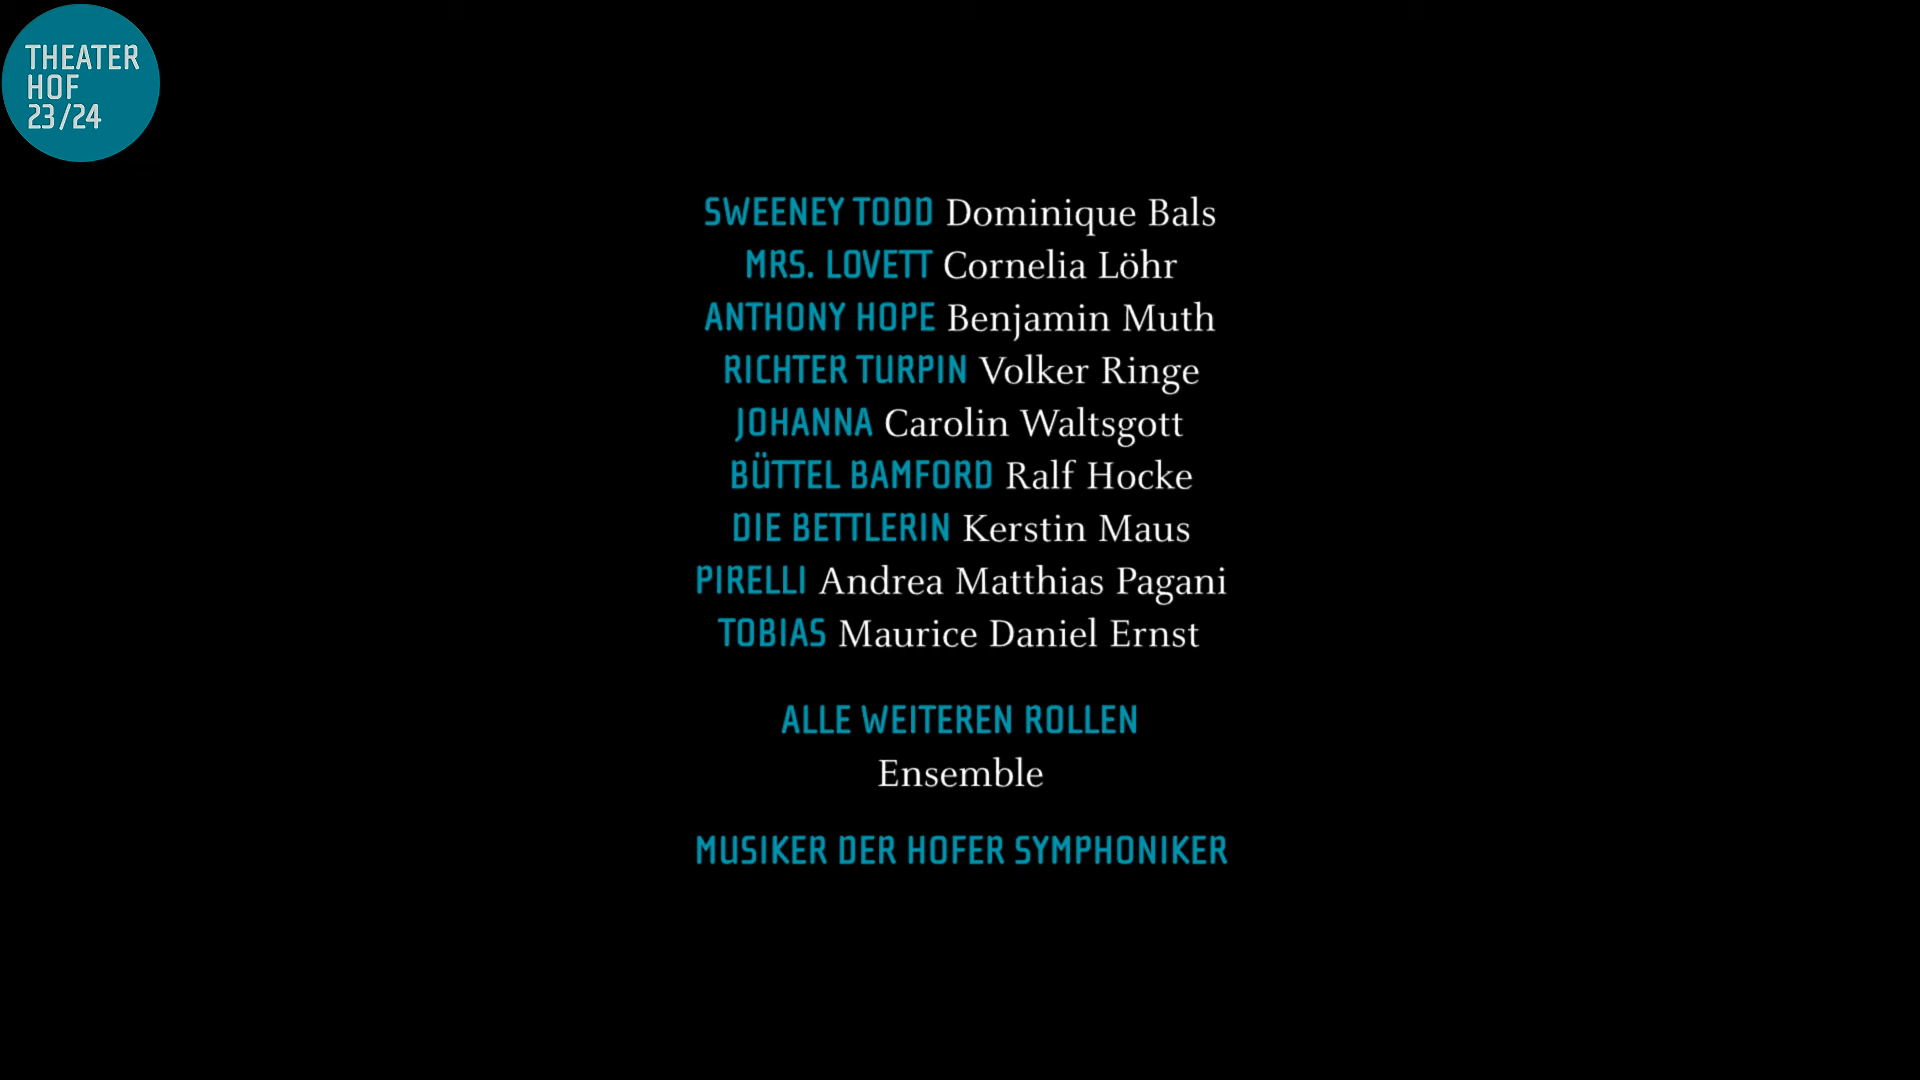 THEATER
HOF
23/24
SWEENEY TODD Dominique Bals
MRS. LOVETT Cornelia Löhr
ANTHONY HOPE Benjamin Muth
RICHTER TURPIN Volker Ringe
JOHANNA Carolin Waltsgott
BÜTTEL BAMFORD Ralf Hocke
DIE BETTLERIN Kerstin Maus
PIRELLI Andrea Matthias Pagani
TOBIAS Maurice Daniel Ernst
ALLE WEITEREN ROLLEN
Ensemble
MUSIKER DER HOFER SYMPHONIKER